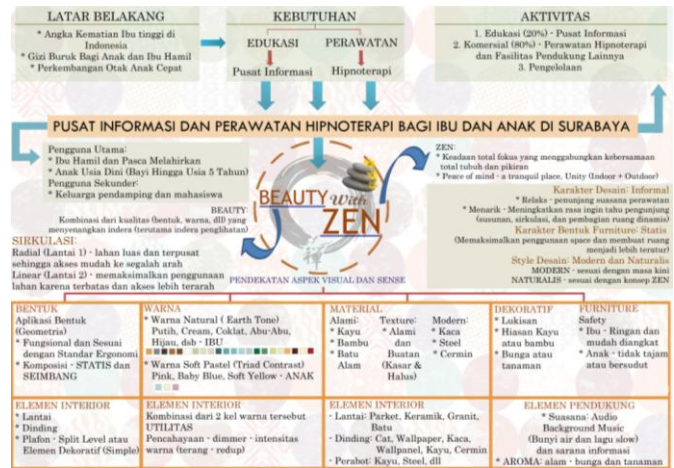 LATAR BELAKANG
* Angka Kematian Ibu tinggi di
Indonesia
* Gizi Buruk Bagi Anak dan Ibu Hamil
* Perkembangan Otak Anak Cepat
KEBUTUHAN
EDUKASI
PERAWATAN
Pusat Informasi
Hipnoterapi
AKTIVITAS
1. Edukasi (20%) - Pusat Informasi
2. Komersial (80%) - Perawatan Hipnoterapi
dan Fasilitas Pendukung Lainnya
3. Pengelolaan
PUSAT INFORMASI DAN PERAWATAN HIPNOTERAPI BAGI IBU DAN ANAK DI SURABAYA
Pengguna Utama:
* Ibu Hamil dan Pasca Melahirkan
* Anak Usia Dini (Bayi Hingga Usia 5 Tahun)
Pengguna Sekunder:
* Keluarga pendamping dan mahasiswa
BEAUTY:
Kombinasi dari kualitas (bentuk, warna, dll) yang
menyenangkan indera (terutama indera penglihatan)
SIRKULASI:
Radial (Lantai 1) - lahan luas dan terpusat
sehingga akses mudah ke segalah arah
Linear (Lantai 2) - memaksimalkan penggunaan
lahan karena terbatas dan akses lebih terarah
BEAUTY With
ZEN
禅
PENDEKATAN ASPEK VISUAL DAN SENSE
ZEN:
* Keadaan total fokus yang menggabungkan kebersamaan
total tubuh dan pikiran
* Peace of mind - a tranquil place, Unity (Indoor + Outdoor)
Karakter Desain: Informal
* Relaks - penunjang suasana perawatan
* Menarik - Meningkatkan rasa ingin tahu pengunjung
(susunan, sirkulasi, dan pembagian ruang dinamis)
Karakter Bentuk Furniture: Statis
(Memaksimalkan penggunaan space dan membuat ruang
menjadi lebih teratur)
Style Desain: Modern dan Naturalis
MODERN - sesuai dengan masa kini
NATURALIS - sesuai dengan konsep ZEN
BENTUK
Aplikasi Bentuk
(Geometris)
* Fungsional dan Sesuai
dengan Standar Ergonomi
* Komposisi - STATIS dan
SEIMBANG
WARNA
* Warna Natural ( Earth Tone)
Putih, Cream, Coklat, Abu-Abu,
Hijau, dsb - IBU
* Warna Soft Pastel (Triad Contrast)
Pink, Baby Blue, Soft Yellow - ANAK
MATERIAL
Alami:
* Kayu
* Bambu
* Batu
Alam
Texture:
* Alami
dan
Buatan
(Kasar &
Halus)
Modern:
* Kaca
* Steel
* Cermin
DEKORATIF
* Lukisan
* Hiasan Kayu
atau bambu
* Bunga atau
tanaman
FURNITURE
Safety
* Ibu - Ringan dan
mudah diangkat
* Anak - tidak tajam
atau bersudut
ELEMEN INTERIOR
* Lantai
* Dinding
* Plafon - Split Level atau
Elemen Dekoratif (Simple)
ELEMEN INTERIOR
Kombinasi dari 2 kel warna tersebut
UTILITAS
Pencahayaan - dimmer - intensitas
warna (terang - redup)
ELEMEN INTERIOR
- Lantai: Parket, Keramik, Granit,
Batu
- Dinding: Cat, Wallpaper, Kaca,
Wallpanel, Kayu, Cermin
- Perabot: Kayu, Steel, dll
ELEMEN PENDUKUNG
* Suasana: Audio
Background Music
(Bunyi air dan lagu slow)
dan sarana informasi
* AROMA: alam - bunga dan tanaman